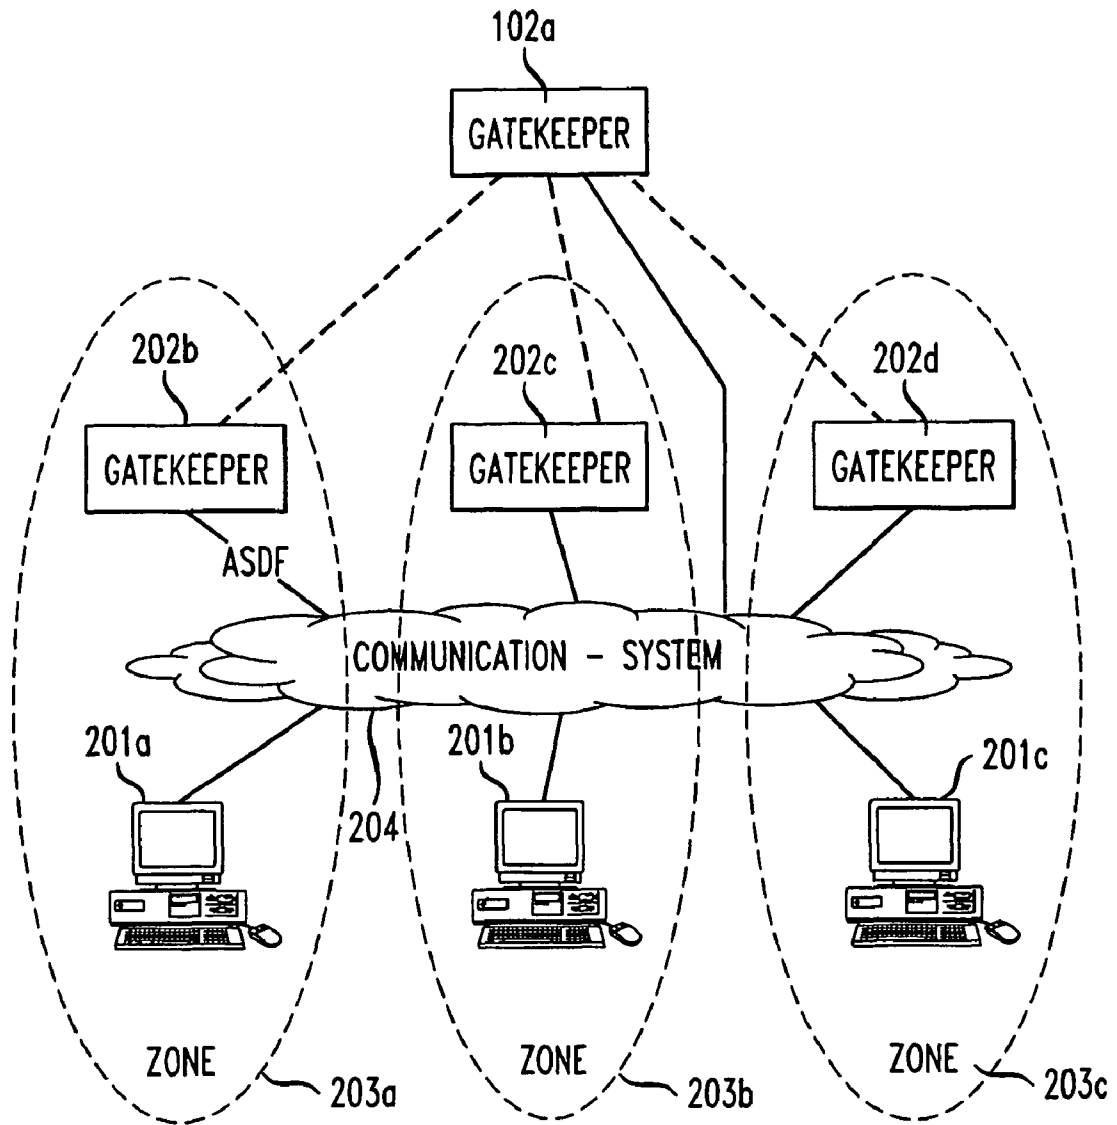 102a
GATEKEEPER
202b
202c
202d
GATEKEEPER
GATEKEEPER
GATEKEEPER
ASDF
COMMUNICATION - SYSTEM
201a
201b
201c
204
ZONE
ZONE
ZONE
203a
203b
203c